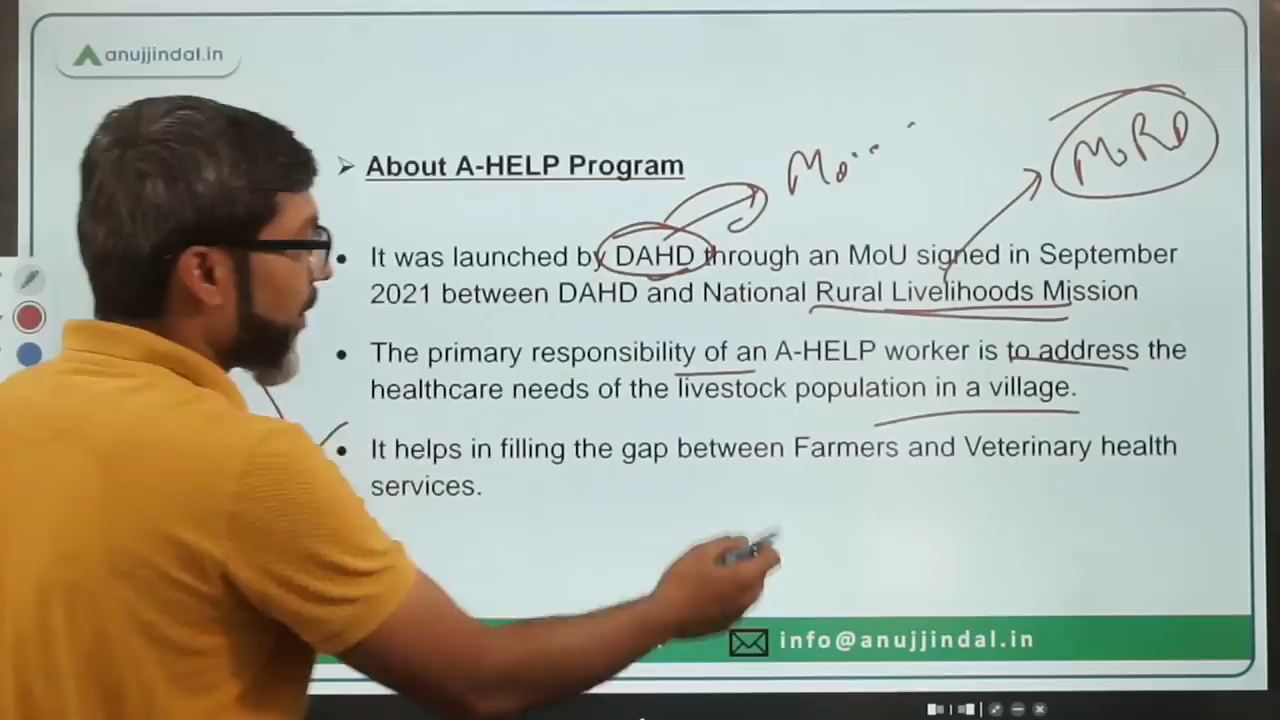 anujjindal.in
About A-HELP Program
Mo..
MoRD
It was launched by DAHD through an MoU signed in September
2021 between DAHD and National Rural Livelihoods Mission
The primary responsibility of an A-HELP worker is to address the
healthcare needs of the livestock population in a village.
It helps in filling the gap between Farmers and Veterinary health
services.
info@anujjindal.in